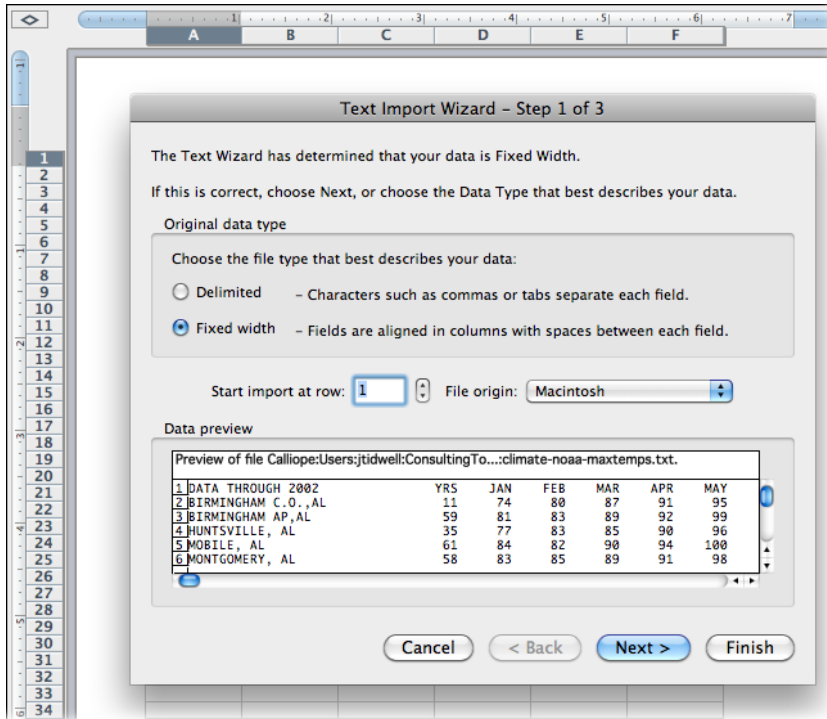 1 2 3 4 5 6 7
A B C D E F
Text Import Wizard – Step 1 of 3
The Text Wizard has determined that your data is Fixed Width.
If this is correct, choose Next, or choose the Data Type that best describes your data.
Original data type
Choose the file type that best describes your data:
Delimited – Characters such as commas or tabs separate each field.
Fixed width – Fields are aligned in columns with spaces between each field.
Start import at row: 1 File origin: Macintosh
Data preview
Preview of file Calliope:Users:jtidwell:ConsultingTo...:climate-noaa-maxtemps.txt.
1 DATA THROUGH 2002 YRS JAN FEB MAR APR MAY
2 BIRMINGHAM C.O.,AL 11 74 80 87 91 95
3 BIRMINGHAM AP,AL 59 81 83 89 92 99
4 HUNTSVILLE, AL 35 77 83 85 90 96
5 MOBILE, AL 61 84 82 90 94 100
6 MONTGOMERY, AL 58 83 85 89 91 98
Cancel < Back Next > Finish
1
2
3
4
5
6
7
8
9
10
11
12
13
14
15
16
17
18
19
20
21
22
23
24
25
26
27
28
29
30
31
32
33
34